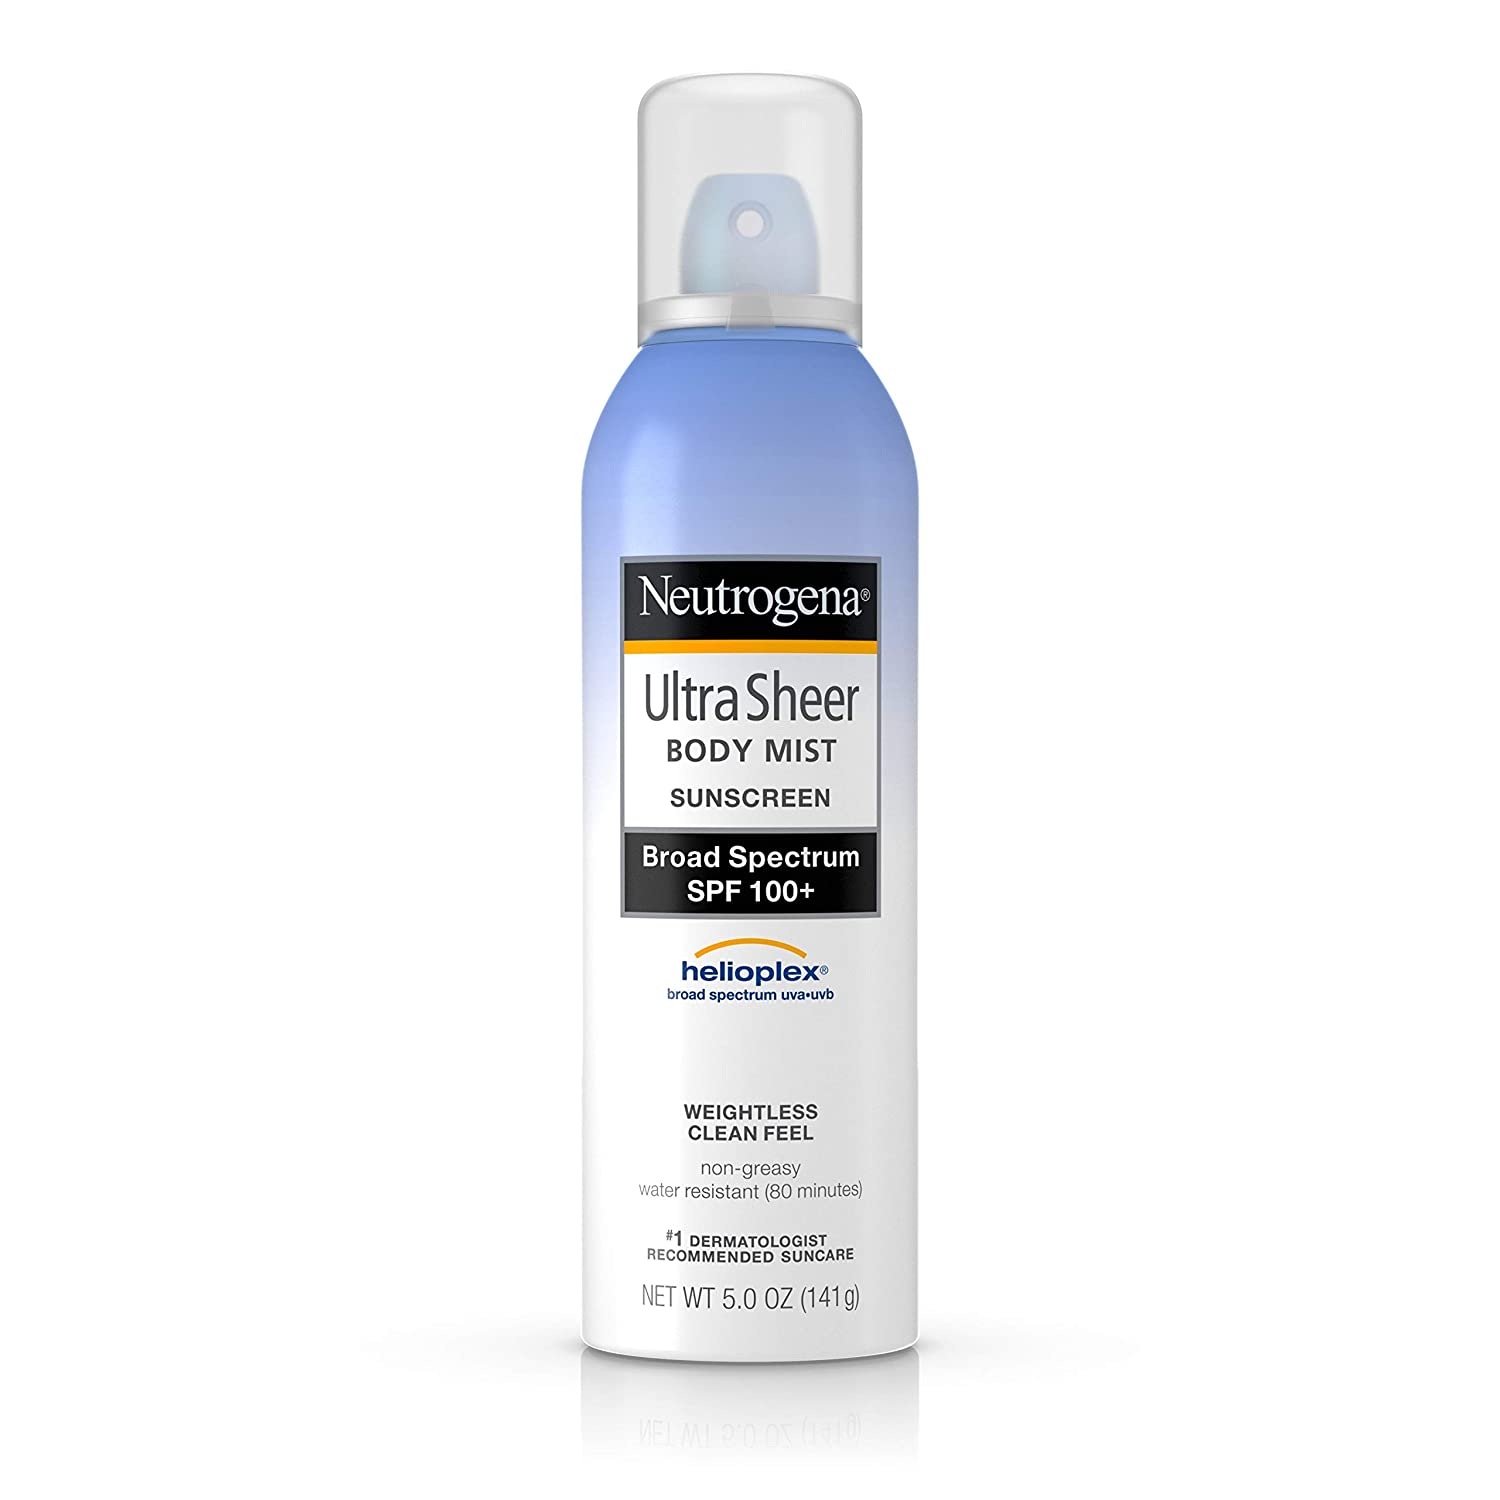 Neutrogena®
Ultra Sheer
BODY MIST
SUNSCREEN
Broad Spectrum
SPF 100+
helioplex®
broad spectrum uva•uvb
WEIGHTLESS
CLEAN FEEL
non-greasy
water resistant (80 minutes)
#1 DERMATOLOGIST
RECOMMENDED SUNCARE
NET WT 5.0 OZ (141 g)